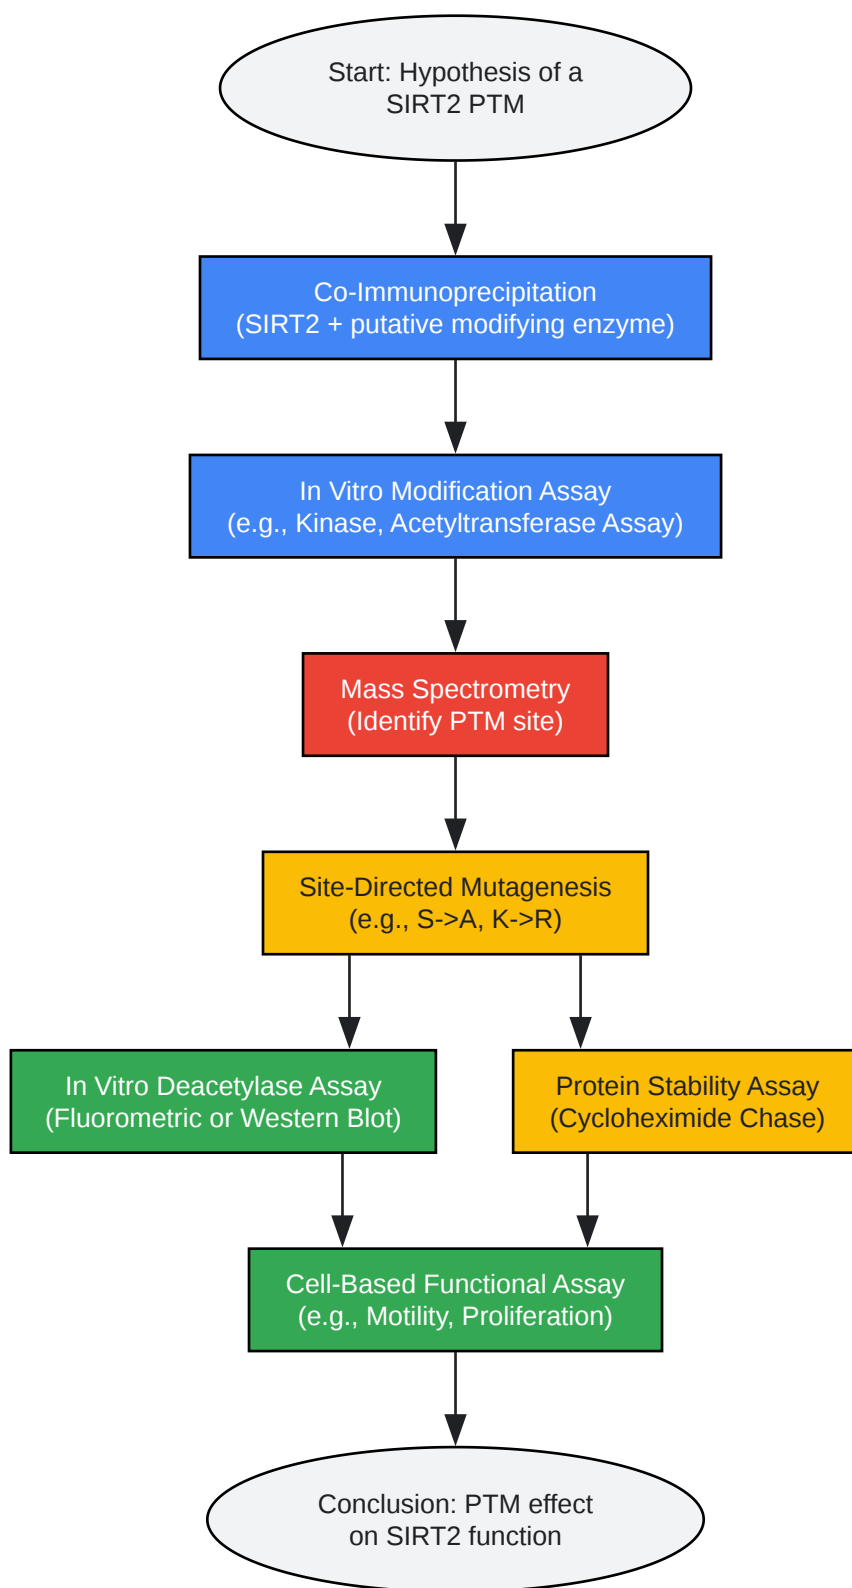 Start: Hypothesis of a
SIRT2 PTM
Co-Immunoprecipitation
(SIRT2 + putative modifying enzyme)
In Vitro Modification Assay
(e.g., Kinase, Acetyltransferase Assay)
Mass Spectrometry
(Identify PTM site)
Site-Directed Mutagenesis
(e.g., S->A, K->R)
In Vitro Deacetylase Assay
(Fluorometric or Western Blot)
Protein Stability Assay
(Cycloheximide Chase)
Cell-Based Functional Assay
(e.g., Motility, Proliferation)
Conclusion: PTM effect
on SIRT2 function